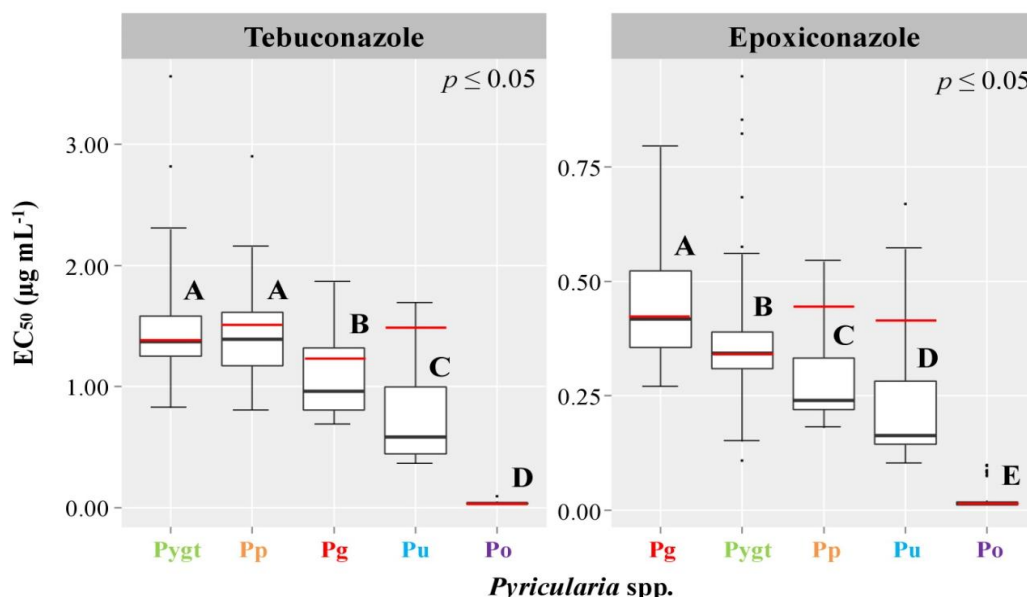 Tebuconazole
Epoxiconazole
p ≤ 0.05
p ≤ 0.05
EC50 (µg mL-1)
3.00
2.00
1.00
0.00
A
A
B
C
D
0.75
0.50
0.25
0.00
A
B
C
D
E
Pygt Pp Pg Pu Po
Pg Pygt Pp Pu Po
Pyricularia spp.